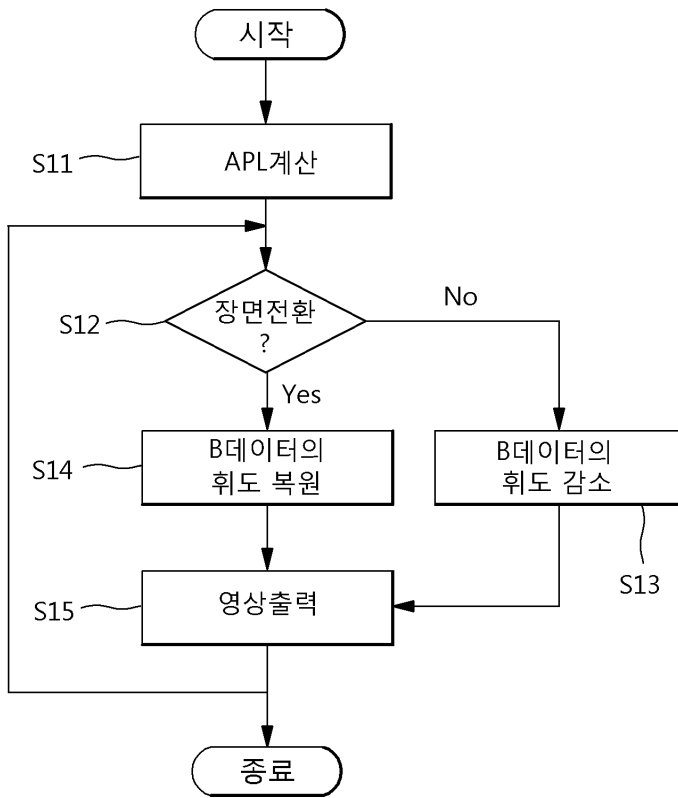 시작
S11
APL계산
S12
장면전환
?
No
Yes
S14
B데이터의
휘도 복원
B데이터의
휘도 감소
S13
S15
영상출력
종료